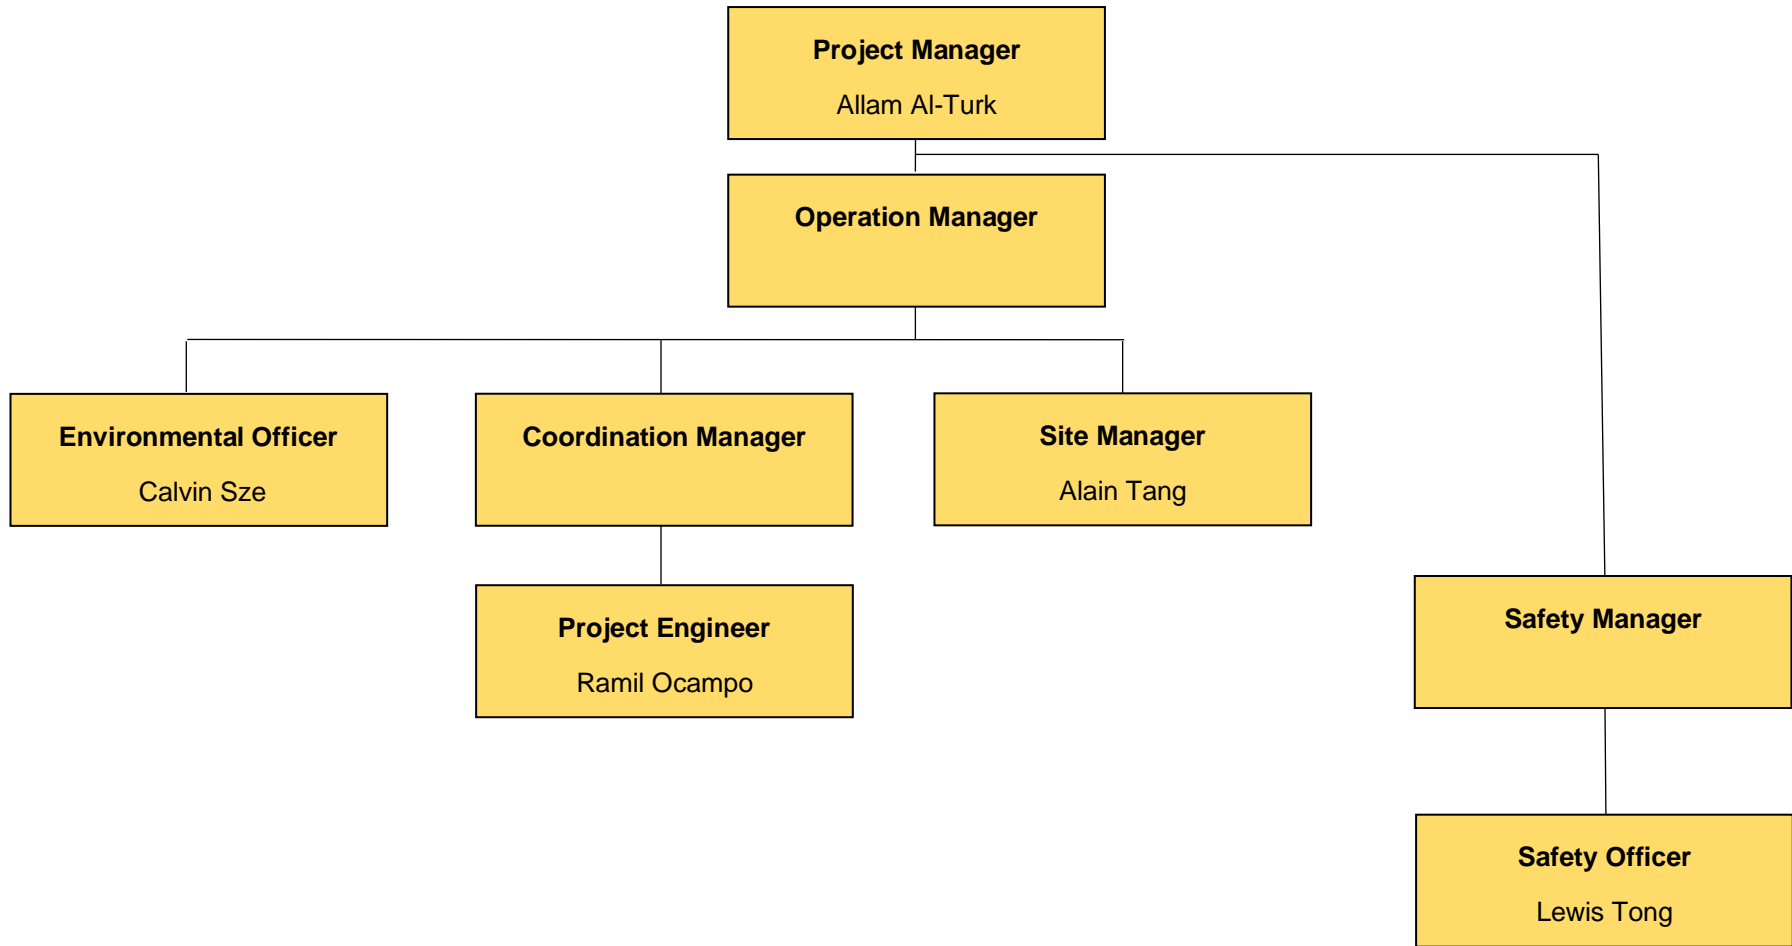 Project Manager
Allam Al-Turk
Operation Manager
Environmental Officer
Calvin Sze
Coordination Manager
Site Manager
Alain Tang
Project Engineer
Ramil Ocampo
Safety Manager
Safety Officer
Lewis Tong